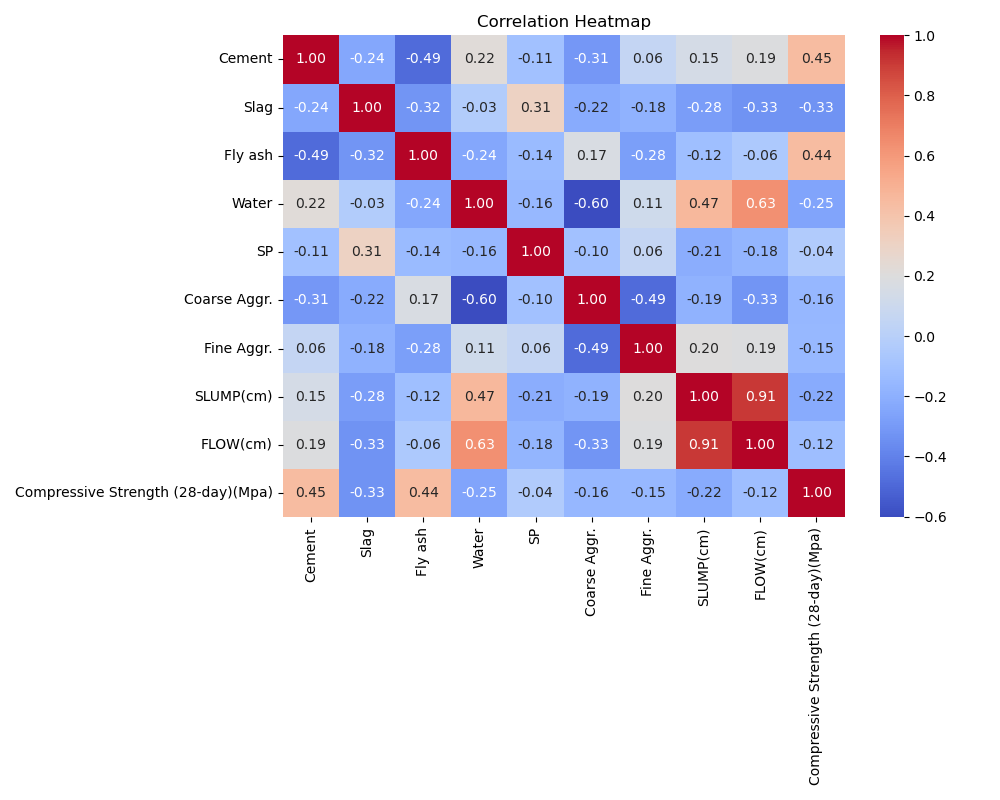 Correlation Heatmap
Cement 1.00 -0.24 -0.49 0.22 -0.11 -0.31 0.06 0.15 0.19 0.45
Slag -0.24 1.00 -0.32 -0.03 0.31 -0.22 -0.18 -0.28 -0.33 -0.33
Fly ash -0.49 -0.32 1.00 -0.24 -0.14 0.17 -0.28 -0.12 -0.06 0.44
Water 0.22 -0.03 -0.24 1.00 -0.16 -0.60 0.11 0.47 0.63 -0.25
SP -0.11 0.31 -0.14 -0.16 1.00 -0.10 0.06 -0.21 -0.18 -0.04
Coarse Aggr. -0.31 -0.22 0.17 -0.60 -0.10 1.00 -0.49 -0.19 -0.33 -0.16
Fine Aggr. 0.06 -0.18 -0.28 0.11 0.06 -0.49 1.00 0.20 0.19 -0.15
SLUMP(cm) 0.15 -0.28 -0.12 0.47 -0.21 -0.19 0.20 1.00 0.91 -0.22
FLOW(cm) 0.19 -0.33 -0.06 0.63 -0.18 -0.33 0.19 0.91 1.00 -0.12
Compressive Strength (28-day)(Mpa) 0.45 -0.33 0.44 -0.25 -0.04 -0.16 -0.15 -0.22 -0.12 1.00
Cement
Slag
Fly ash
Water
SP
Coarse Aggr.
Fine Aggr.
SLUMP(cm)
FLOW(cm)
Compressive Strength (28-day)(Mpa)
1.0
0.8
0.6
0.4
0.2
0.0
−0.2
−0.4
−0.6